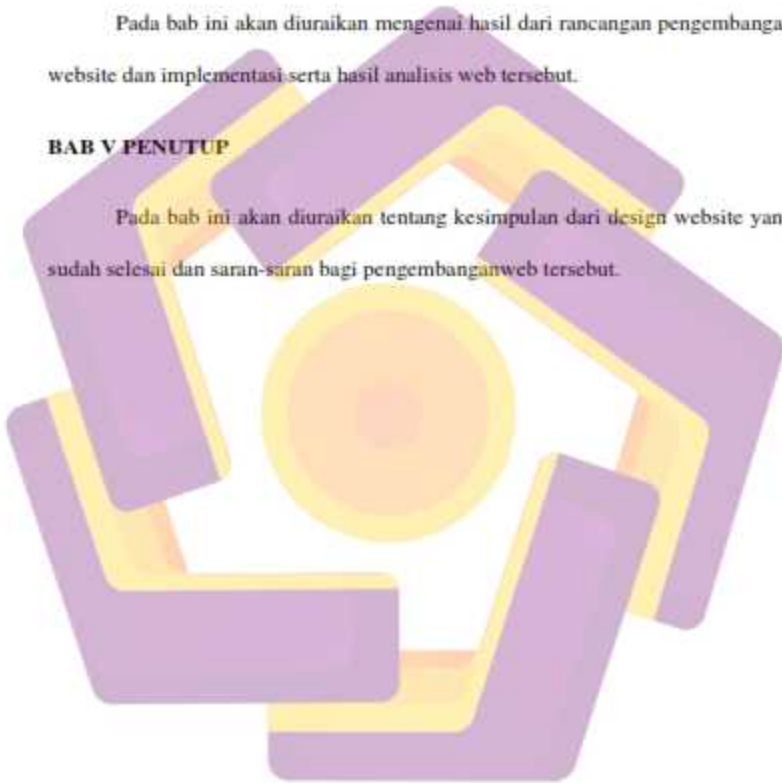 Pada bab ini akan diuraikan mengenai hasil dari rancangan pengembanga
website dan implementasi serta hasil analisis web tersebut.
BAB V PENUTUP
Pada bab ini akan diuraikan tentang kesimpulan dari design website yan
sudah selesai dan saran-saran bagi pengembanganweb tersebut.